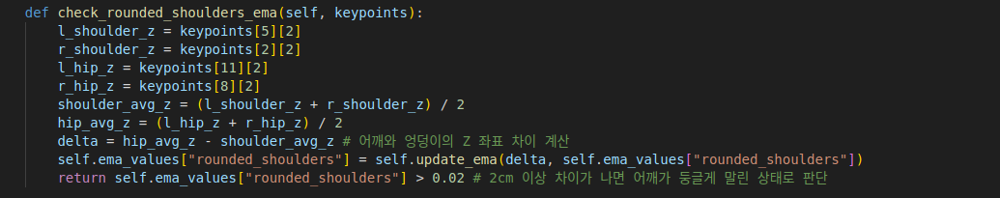 def check_rounded_shoulders_ema(self, keypoints):
l_shoulder_z = keypoints[5][2]
r_shoulder_z = keypoints[2][2]
l_hip_z = keypoints[11][2]
r_hip_z = keypoints[8][2]
shoulder_avg_z = (l_shoulder_z + r_shoulder_z) / 2
hip_avg_z = (l_hip_z + r_hip_z) / 2
delta = hip_avg_z - shoulder_avg_z # 어깨와 엉덩이의 Z 좌표 차이 계산
self.ema_values["rounded_shoulders"] = self.update_ema(delta, self.ema_values["rounded_shoulders"])
return self.ema_values["rounded_shoulders"] > 0.02 # 2cm 이상 차이가 나면 어깨가 둥글게 말린 상태로 판단